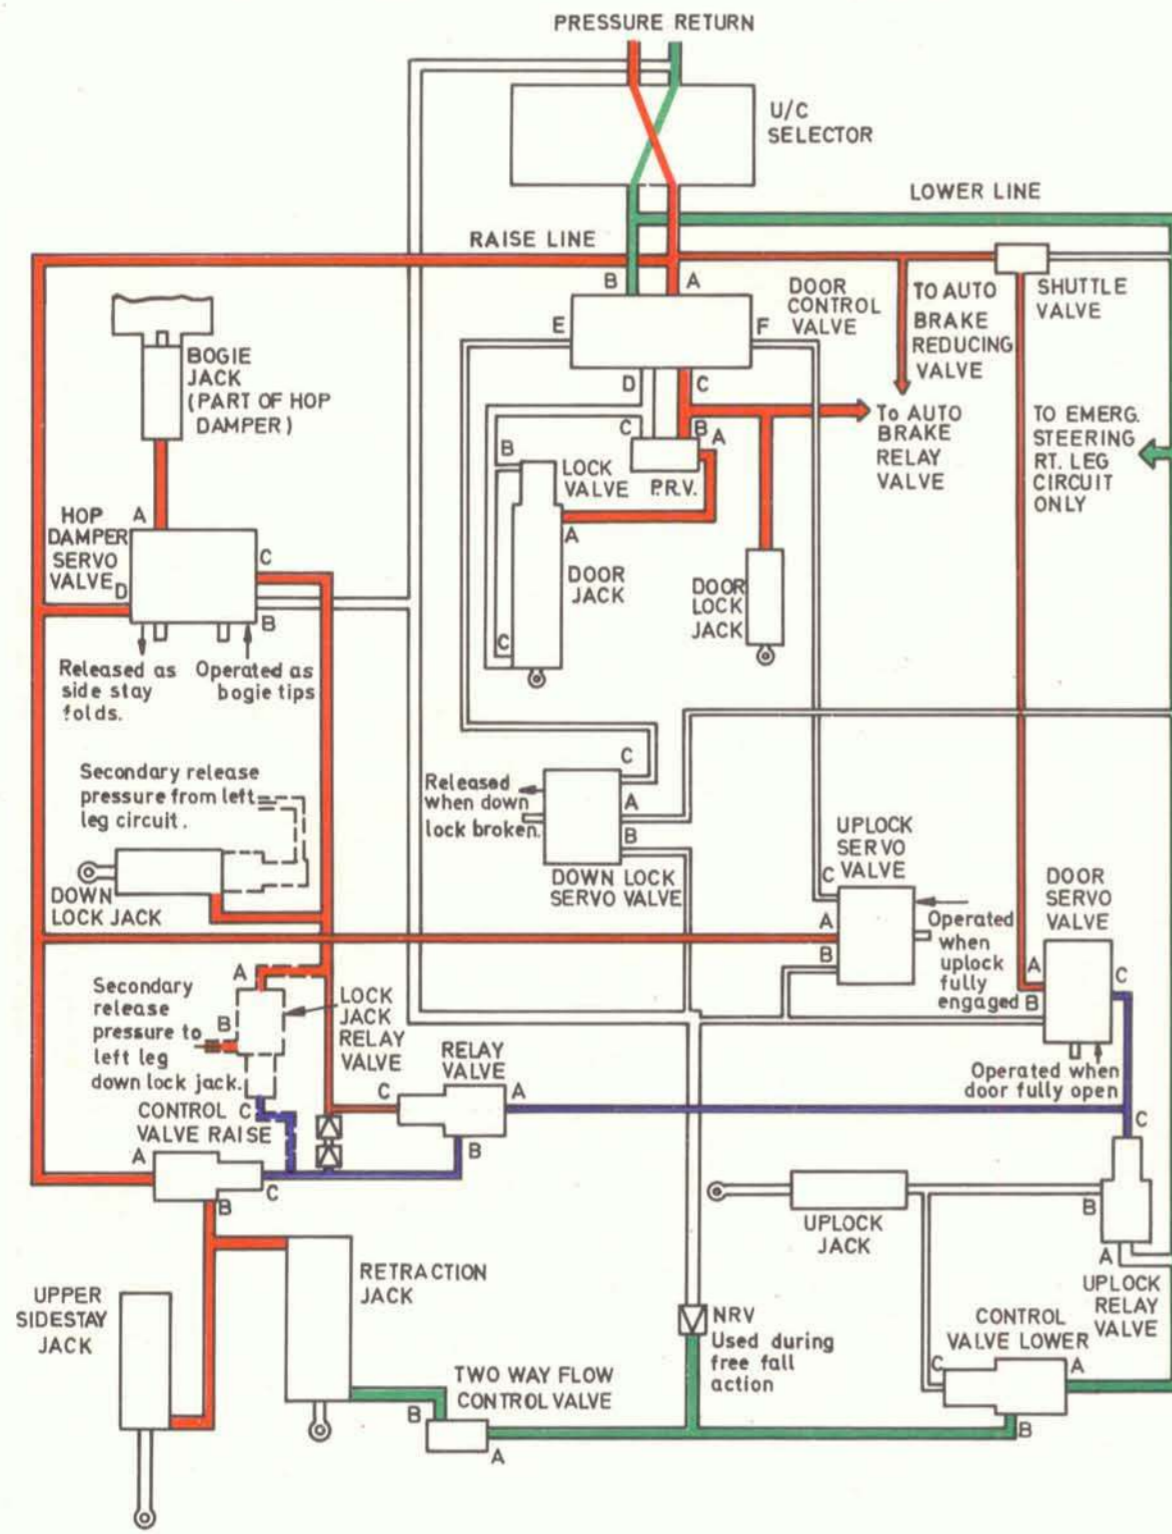 PRESSURE RETURN
U/C
SELECTOR
LOWER LINE
RAISE LINE
B
A
DOOR
CONTROL
VALVE
E
F
D
C
TO AUTO
BRAKE
REDUCING
VALVE
SHUTTLE
VALVE
BOGIE
JACK
(PART OF HOP
DAMPER)
C
B
A
To AUTO
BRAKE
RELAY
VALVE
TO EMERG.
STEERING
RT. LEG
CIRCUIT
ONLY
B
LOCK
VALVE
P.R.V.
A
DOOR
JACK
C
DOOR
LOCK
JACK
HOP
DAMPER
SERVO
VALVE
A
C
D
B
Released as
side stay
folds.
Operated as
bogie tips
Secondary release
pressure from left
leg circuit.
DOWN
LOCK JACK
Released
when down
lock broken.
C
A
B
DOWN LOCK
SERVO VALVE
UPLOCK
SERVO
VALVE
C
A
B
Operated
when
uplock
fully
engaged
DOOR
SERVO
VALVE
A
B
C
Operated when
door fully open
Secondary
release
pressure to
left leg
down lock jack.
A
B
C
LOCK
JACK
RELAY
VALVE
RELAY
VALVE
C
A
B
CONTROL
VALVE RAISE
A
B
C
UPLOCK
JACK
C
B
A
UPLOCK
RELAY
VALVE
UPPER
SIDESTAY
JACK
RETRACTION
JACK
NRV
Used during
free fall
action
CONTROL
VALVE LOWER
C
A
B
TWO WAY FLOW
CONTROL VALVE
B
A